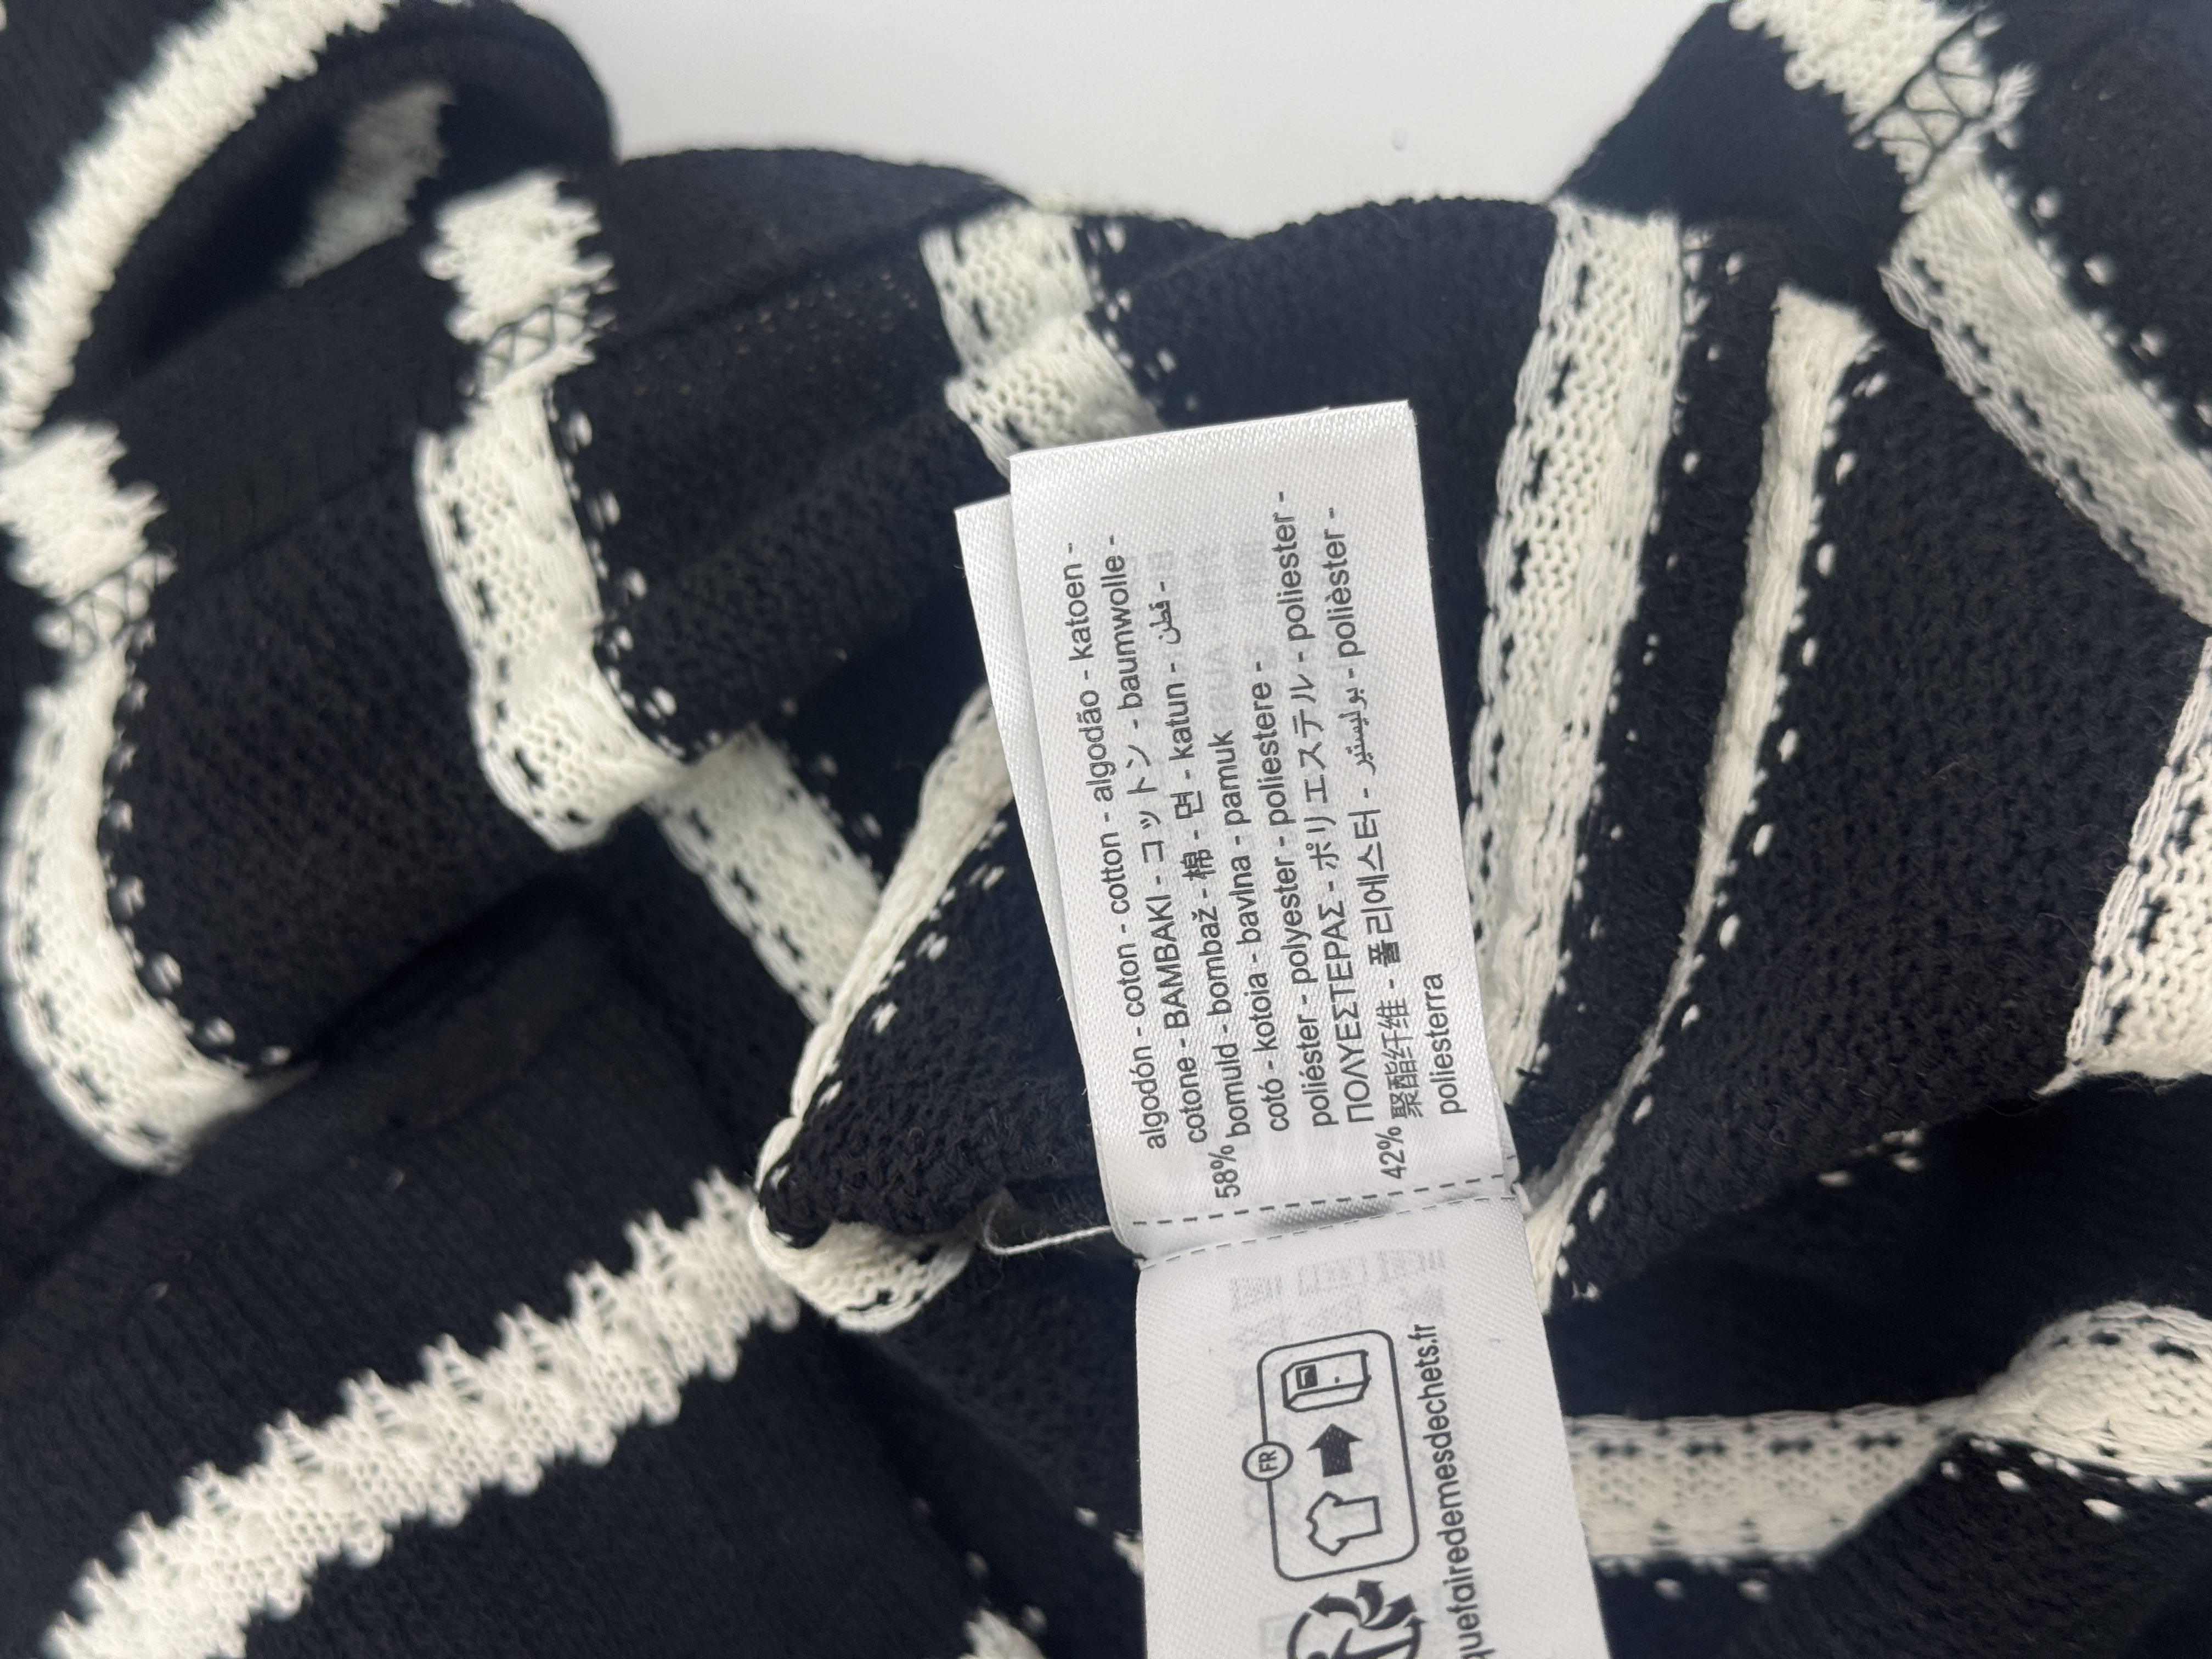 algodón - coton - cotton - algodão - katoen -
cotone - BAMBAKI - コットン - baumwolle -
58% bomuld - bombaž - 棉 - 면 - katun - قطن -
cotó - kotoia - bavlna - pamuk
poliéster - polyester - poliestere -
ΠΟΛΥΕΣΤΕΡΑΣ - ポリエステル - poliester -
42% 聚酯纤维 - 폴리에스터 - بوليستير - polièster -
poliesterra
FR
quefairedemesdechets.fr